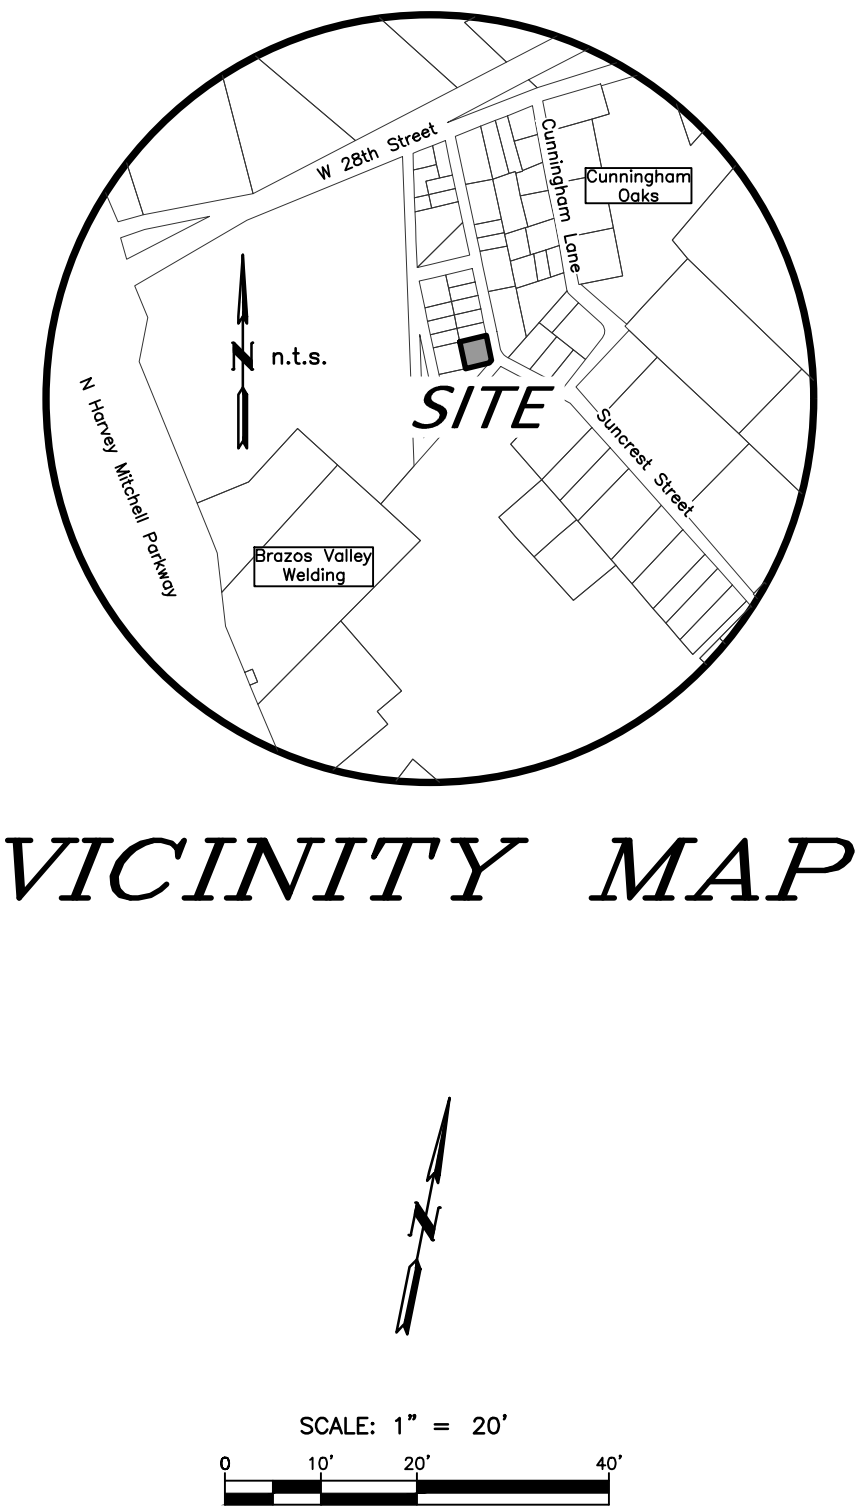 W 28th Street
Cunningham Lane
Cunningham
Oaks
N
n.t.s.
SITE
N Harvey Mitchell Parkway
Suncrest Street
Brazos Valley
Welding
VICINITY MAP
N
SCALE: 1" = 20'
0 10' 20' 40'